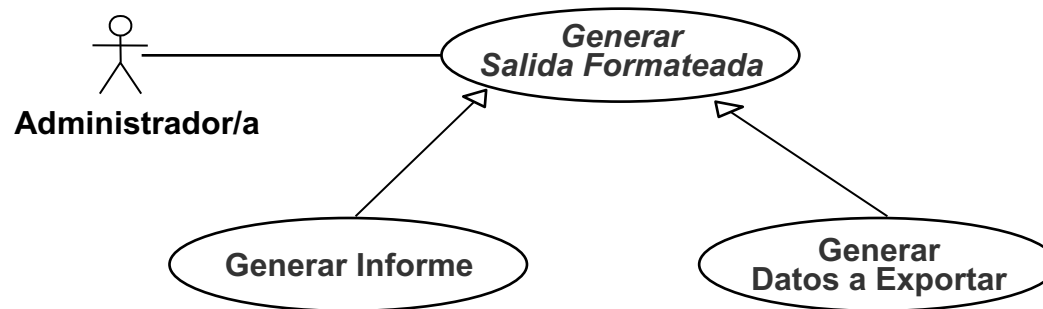 Generar
Salida Formateada
Administrador/a
Generar Informe
Generar
Datos a Exportar